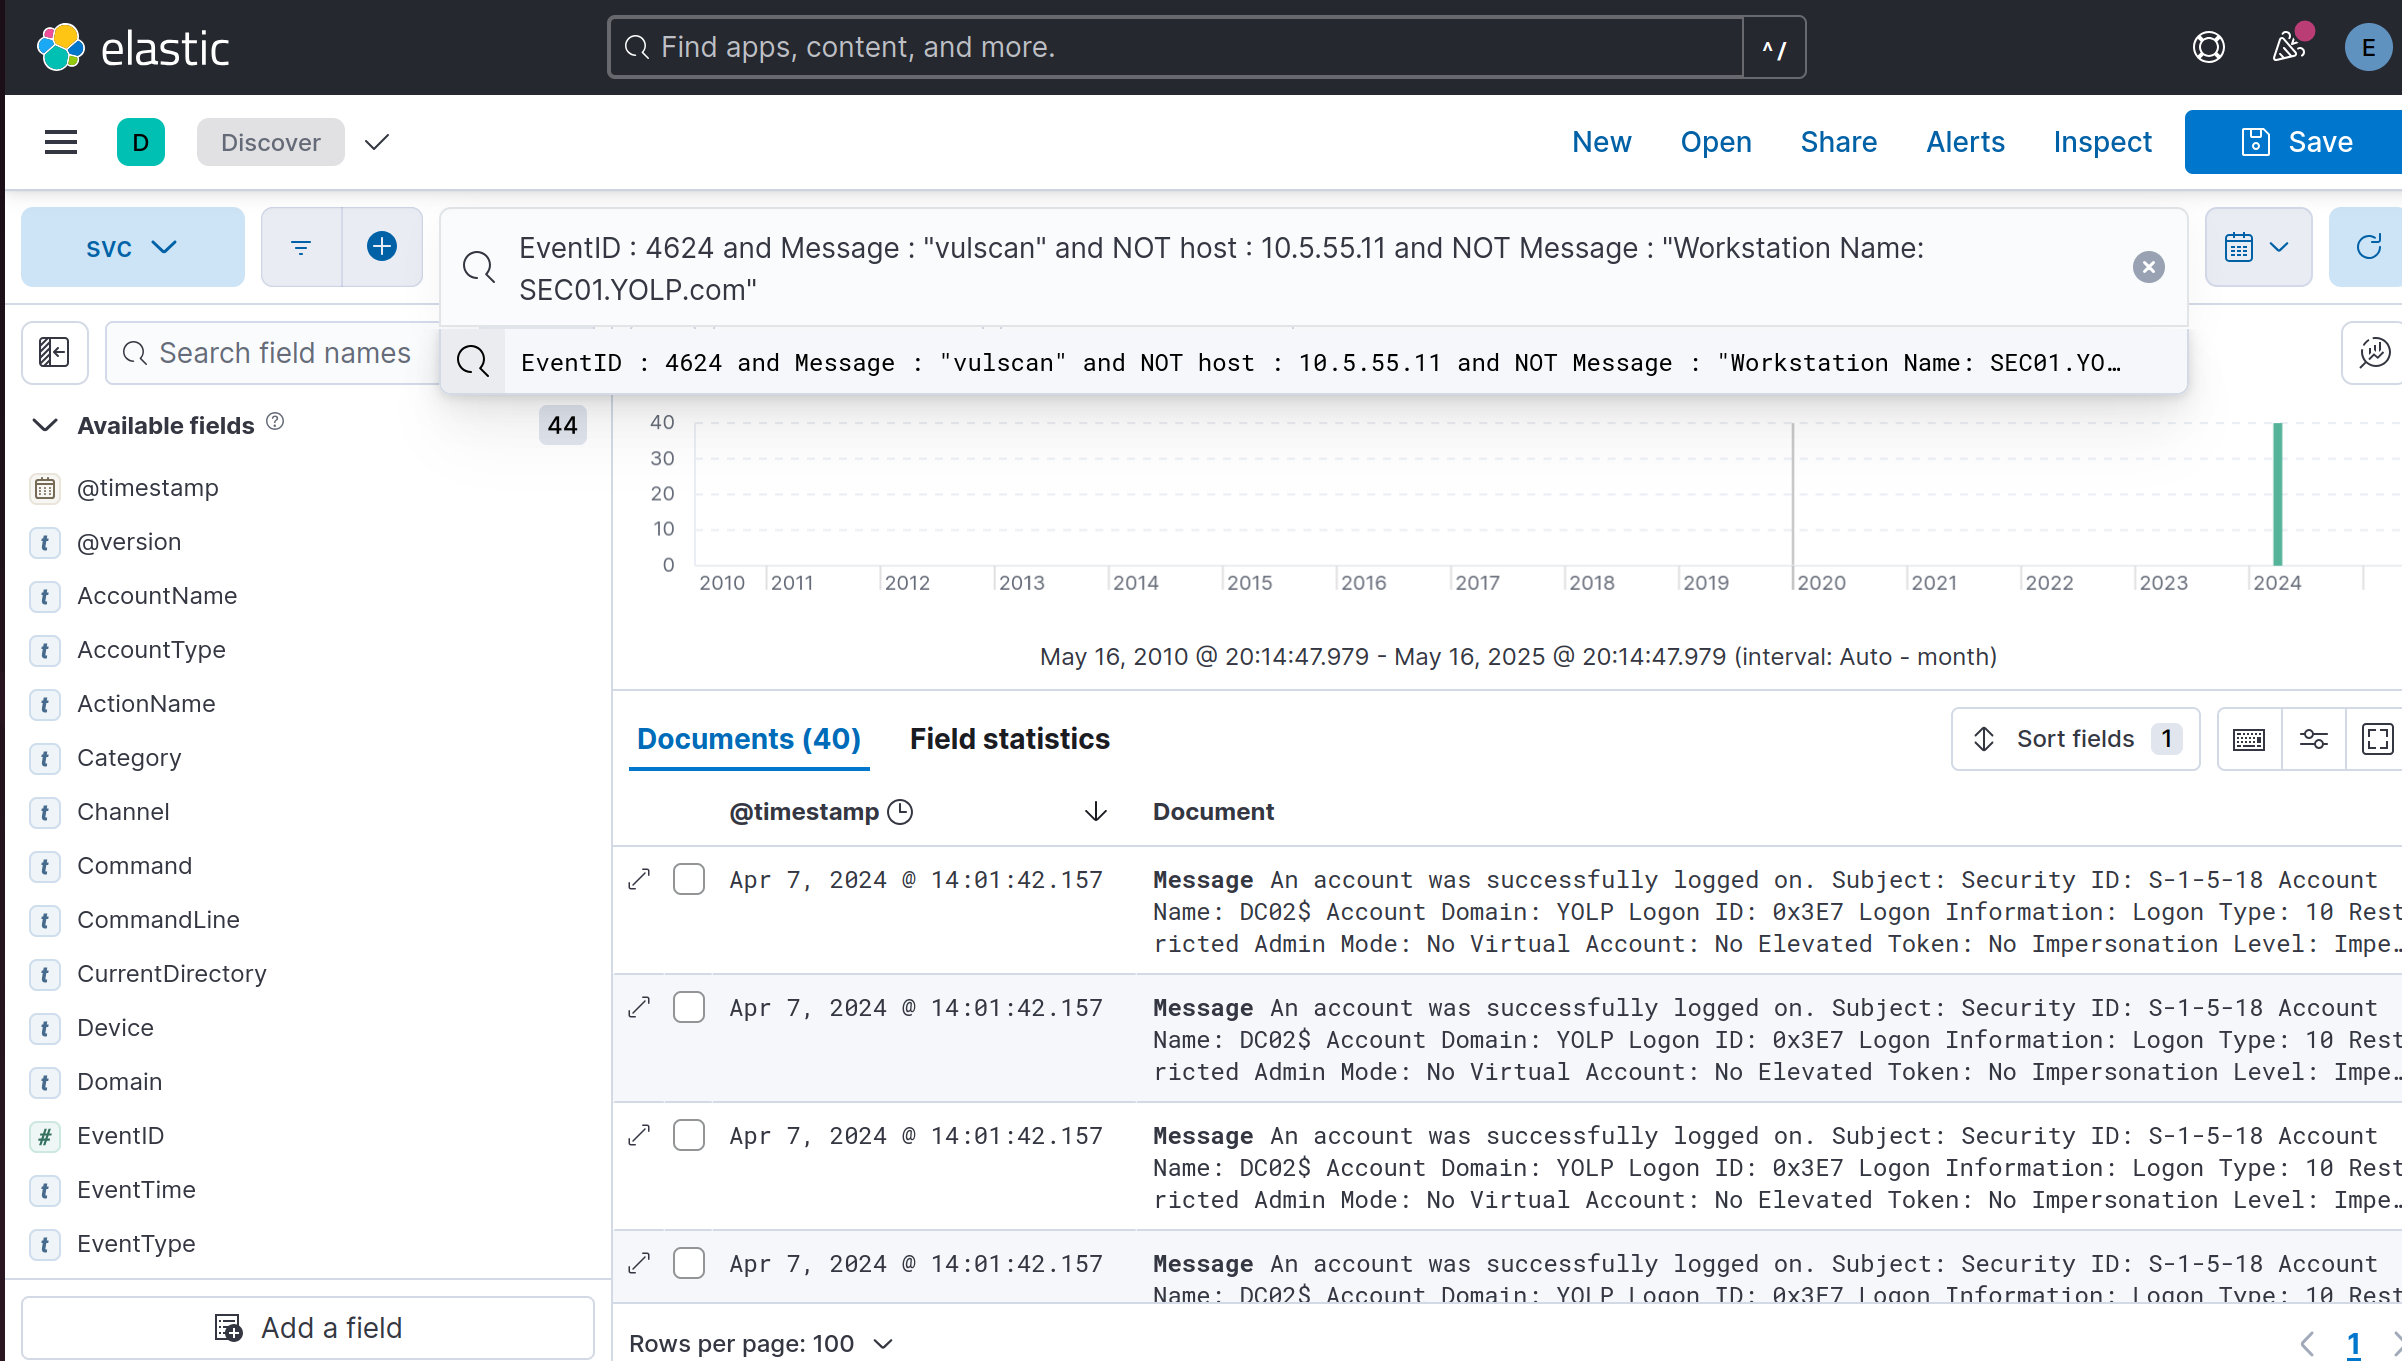 elastic
Find apps, content, and more.
^/
E
D
Discover
New
Open
Share
Alerts
Inspect
Save
svc
EventID : 4624 and Message : "vulscan" and NOT host : 10.5.55.11 and NOT Message : "Workstation Name:
SEC01.YOLP.com"
Search field names
EventID : 4624 and Message : "vulscan" and NOT host : 10.5.55.11 and NOT Message : "Workstation Name: SEC01.YO…
Available fields
44
@timestamp
t @version
t AccountName
t AccountType
t ActionName
t Category
t Channel
t Command
t CommandLine
t CurrentDirectory
t Device
t Domain
# EventID
t EventTime
t EventType
Add a field
40
30
20
10
0
2010 2011 2012 2013 2014 2015 2016 2017 2018 2019 2020 2021 2022 2023 2024
May 16, 2010 @ 20:14:47.979 - May 16, 2025 @ 20:14:47.979 (interval: Auto - month)
Documents (40)
Field statistics
Sort fields 1
@timestamp
Document
Apr 7, 2024 @ 14:01:42.157
Message An account was successfully logged on. Subject: Security ID: S-1-5-18 Account
Name: DC02$ Account Domain: YOLP Logon ID: 0x3E7 Logon Information: Logon Type: 10 Rest
ricted Admin Mode: No Virtual Account: No Elevated Token: No Impersonation Level: Impe…
Apr 7, 2024 @ 14:01:42.157
Message An account was successfully logged on. Subject: Security ID: S-1-5-18 Account
Name: DC02$ Account Domain: YOLP Logon ID: 0x3E7 Logon Information: Logon Type: 10 Rest
ricted Admin Mode: No Virtual Account: No Elevated Token: No Impersonation Level: Impe…
Apr 7, 2024 @ 14:01:42.157
Message An account was successfully logged on. Subject: Security ID: S-1-5-18 Account
Name: DC02$ Account Domain: YOLP Logon ID: 0x3E7 Logon Information: Logon Type: 10 Rest
ricted Admin Mode: No Virtual Account: No Elevated Token: No Impersonation Level: Impe…
Apr 7, 2024 @ 14:01:42.157
Message An account was successfully logged on. Subject: Security ID: S-1-5-18 Account
Name: DC02$ Account Domain: YOLP Logon ID: 0x3E7 Logon Information: Logon Type: 10 Rest
Rows per page: 100
1